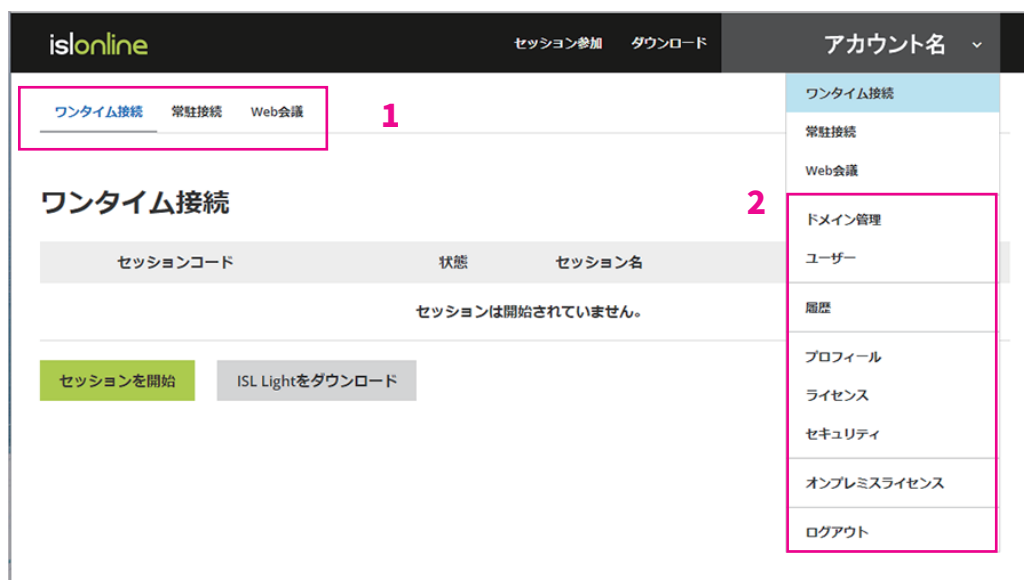 islonline
セッション参加 ダウンロード アカウント名
ワンタイム接続 常駐接続 Web会議
1
ワンタイム接続
セッションコード 状態 セッション名
セッションは開始されていません。
セッションを開始 ISL Lightをダウンロード
ワンタイム接続
常駐接続
Web会議
2
ドメイン管理
ユーザー
履歴
プロフィール
ライセンス
セキュリティ
オンプレミスライセンス
ログアウト